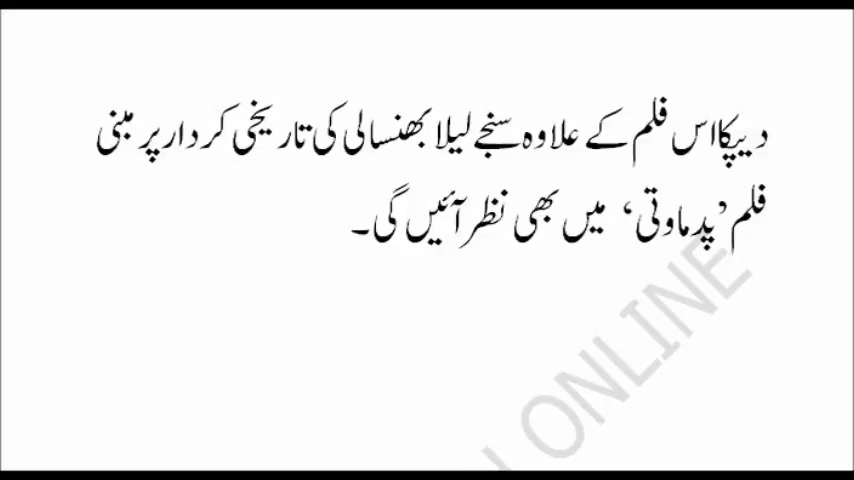 دیپکا اس فلم کے علاوہ سنجے لیلا بھنسالی کی تاریخی کردار پر مبنی
فلم ’پدماوتی‘ میں بھی نظر آئیں گی۔
ONLINE